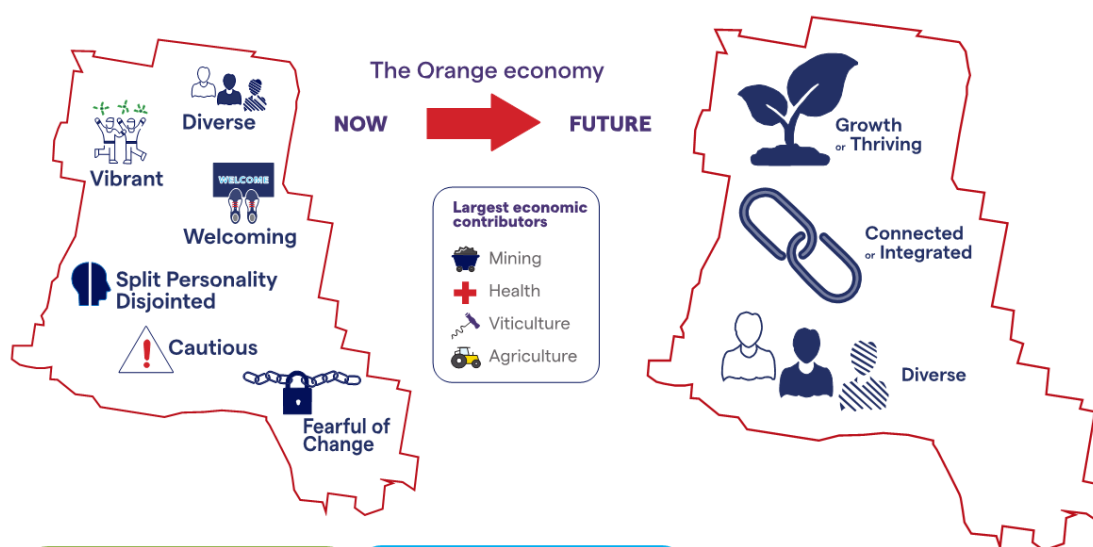 The Orange economy
NOW
FUTURE
Diverse
Vibrant
WELCOME
Welcoming
Split Personality
Disjointed
Cautious
Fearful of
Change
Largest economic
contributors
Mining
Health
Viticulture
Agriculture
Growth
or Thriving
Connected
or Integrated
Diverse